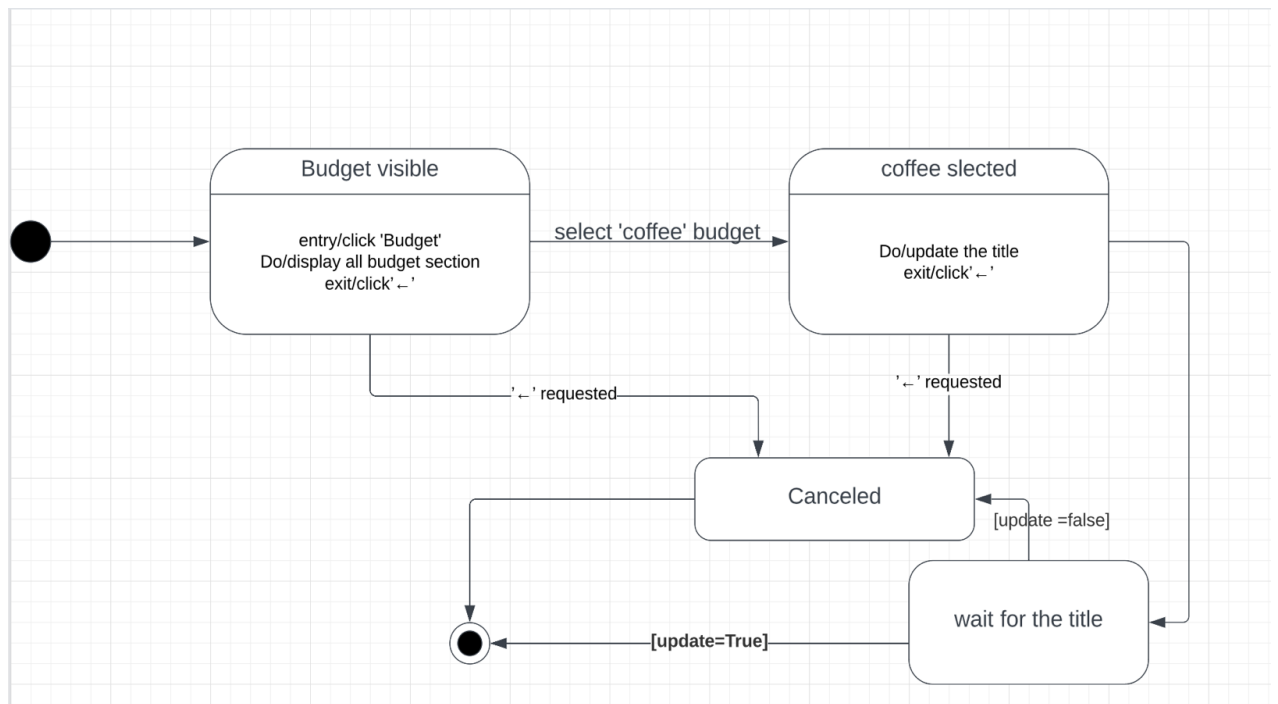 Budget visible
entry/click 'Budget'
Do/display all budget section
exit/click’←’
select 'coffee' budget
coffee slected
Do/update the title
exit/click’←’
’←’ requested
’←’ requested
Canceled
[update =false]
wait for the title
[update=True]